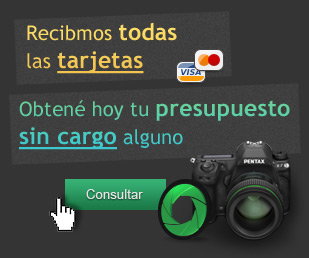 Recibmos todas
las tarjetas
VISA
Obtené hoy tu presupuesto
sin cargo alguno
PENTAX
Consultar